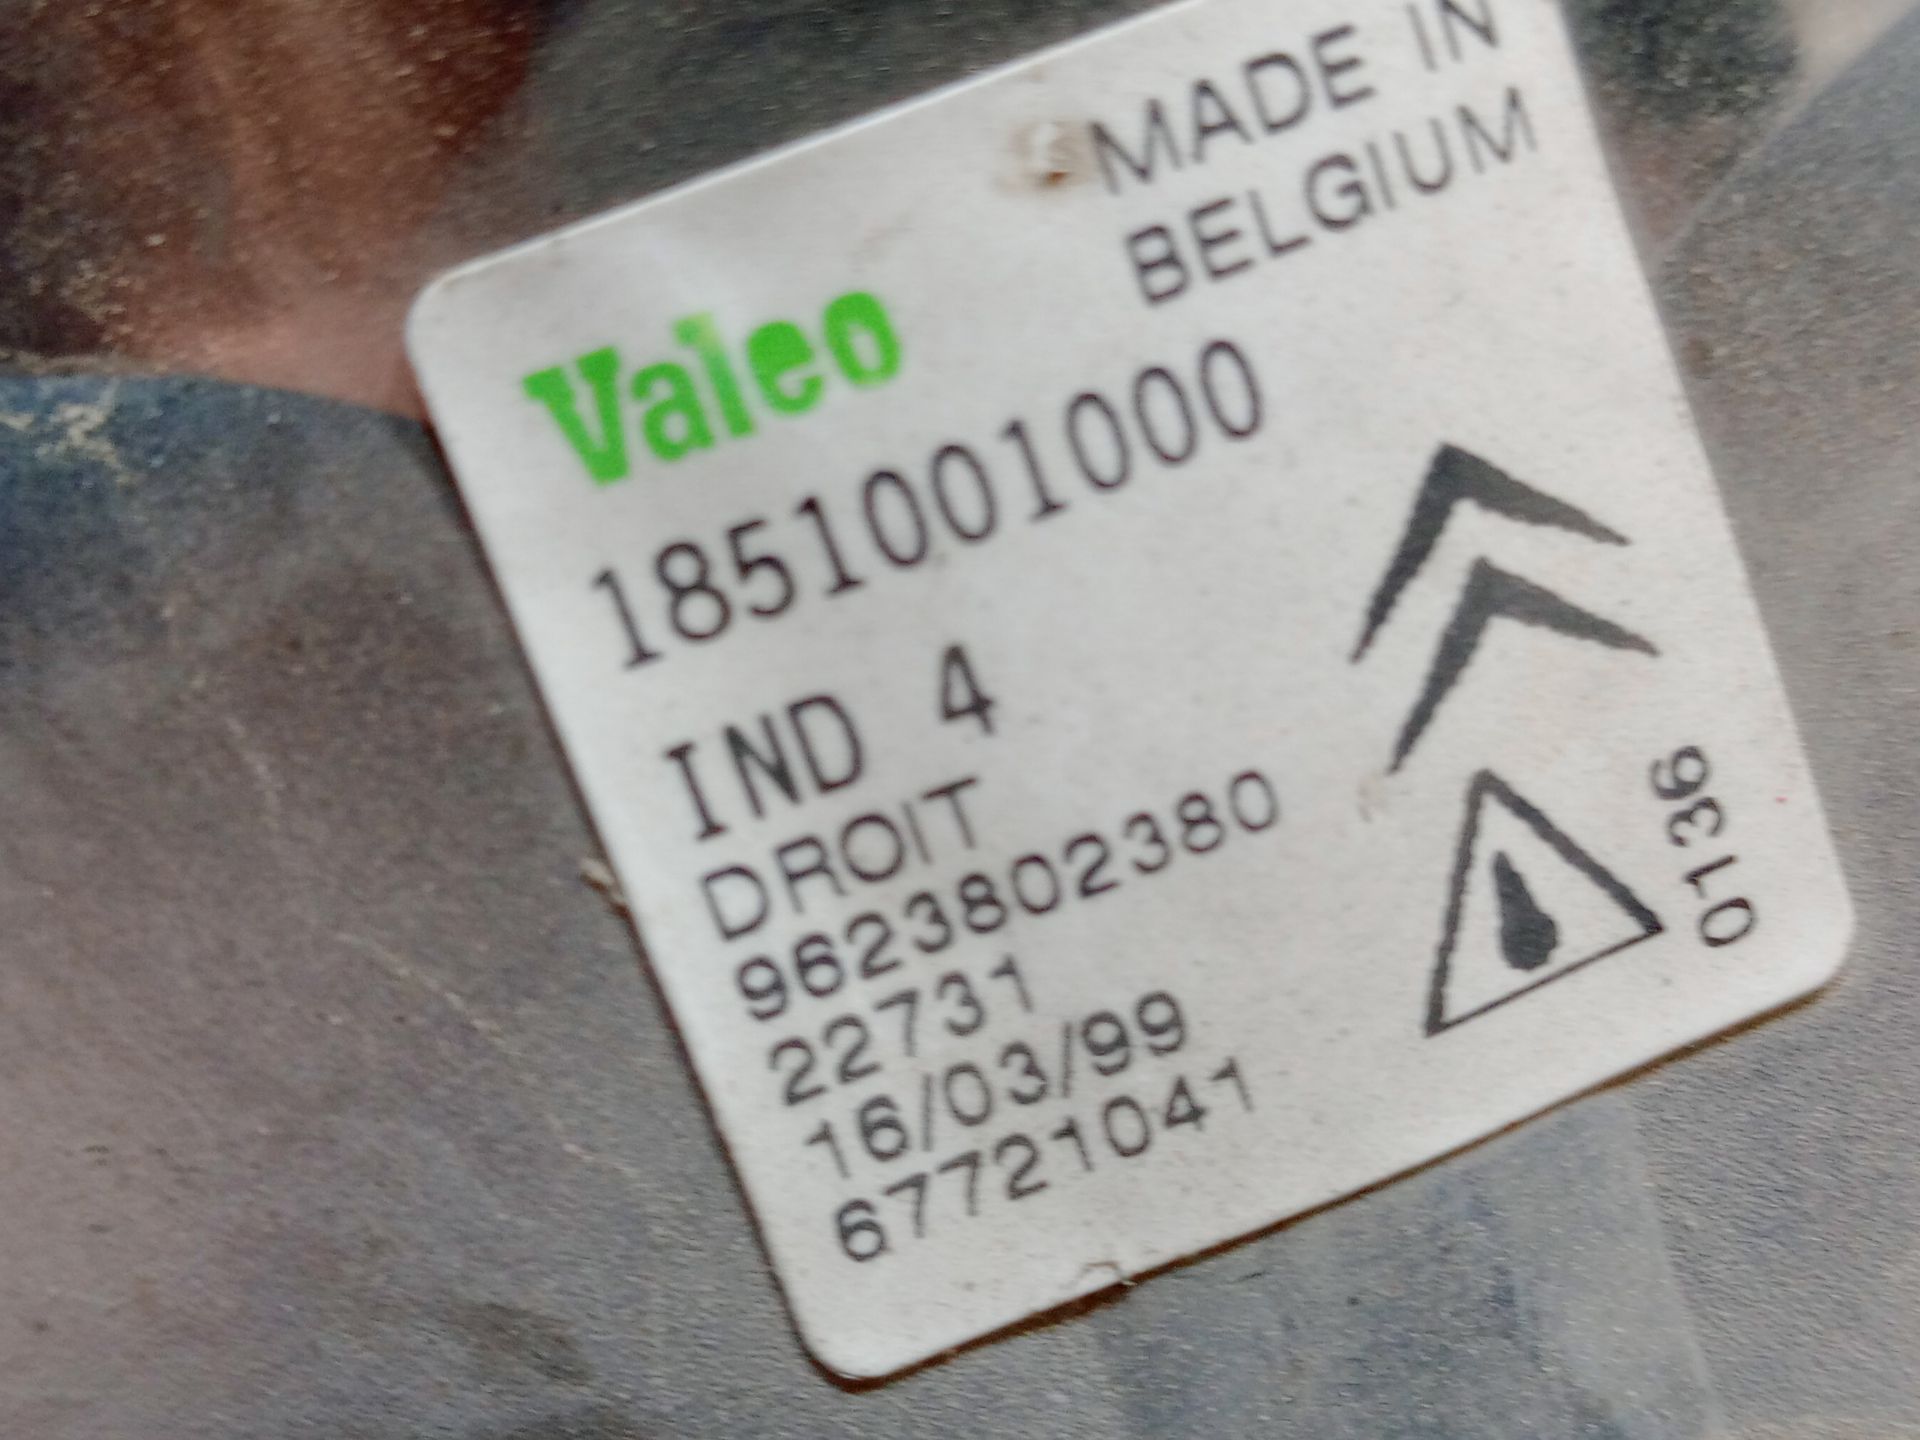 MADE IN
BELGIUM
Valeo
1851001000
IND 4
DROIT
9623802380
22731
16/03/99
67721041
0136